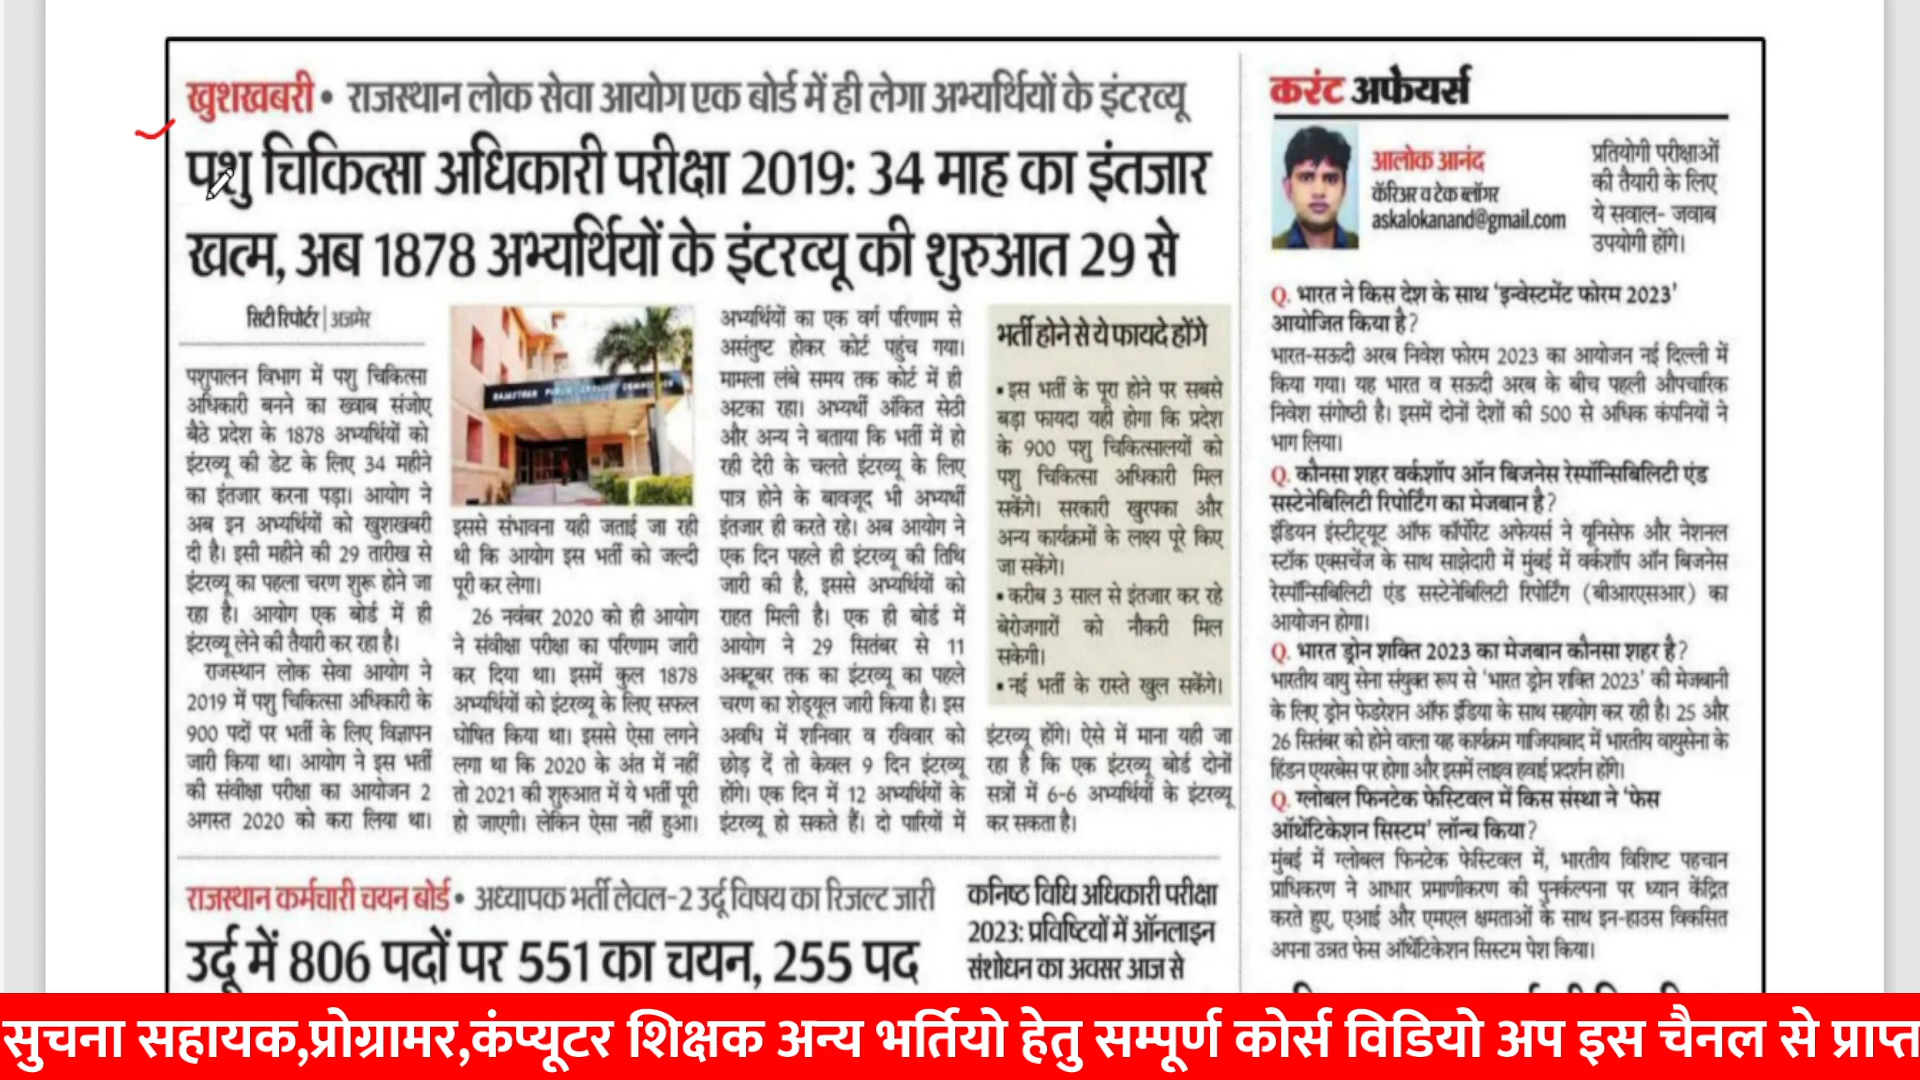 खुशखबरी • राजस्थान लोक सेवा आयोग एक बोर्ड में ही लेगा अभ्यर्थियों के इंटरव्यू
पशु चिकित्सा अधिकारी परीक्षा 2019: 34 माह का इंतजार
खत्म, अब 1878 अभ्यर्थियों के इंटरव्यू की शुरुआत 29 से
सिटी रिपोर्टर | अजमेर
पशुपालन विभाग में पशु चिकित्सा
अधिकारी बनने का ख्वाब संजोए
बैठे प्रदेश के 1878 अभ्यर्थियों को
इंटरव्यू की डेट के लिए 34 महीने
का इंतजार करना पड़ा। आयोग ने
अब इन अभ्यर्थियों को खुशखबरी
दी है। इसी महीने की 29 तारीख से
इंटरव्यू का पहला चरण शुरू होने जा
रहा है। आयोग एक बोर्ड में ही
इंटरव्यू लेने की तैयारी कर रहा है।
राजस्थान लोक सेवा आयोग ने
2019 में पशु चिकित्सा अधिकारी के
900 पदों पर भर्ती के लिए विज्ञापन
जारी किया था। आयोग ने इस भर्ती
की संवीक्षा परीक्षा का आयोजन 2
अगस्त 2020 को करा लिया था।
RAJASTHAN PUBLIC SERVICE COMMISSION
इससे संभावना यही जताई जा रही
थी कि आयोग इस भर्ती को जल्दी
पूरी कर लेगा।
26 नवंबर 2020 को ही आयोग
ने संवीक्षा परीक्षा का परिणाम जारी
कर दिया था। इसमें कुल 1878
अभ्यर्थियों को इंटरव्यू के लिए सफल
घोषित किया था। इससे ऐसा लगने
लगा था कि 2020 के अंत में नहीं
तो 2021 की शुरुआत में ये भर्ती पूरी
हो जाएगी। लेकिन ऐसा नहीं हुआ।
अभ्यर्थियों का एक वर्ग परिणाम से
असंतुष्ट होकर कोर्ट पहुंच गया।
मामला लंबे समय तक कोर्ट में ही
अटका रहा। अभ्यर्थी अंकित सेठी
और अन्य ने बताया कि भर्ती में हो
रही देरी के चलते इंटरव्यू के लिए
पात्र होने के बावजूद भी अभ्यर्थी
इंतजार ही करते रहे। अब आयोग ने
एक दिन पहले ही इंटरव्यू की तिथि
जारी की है, इससे अभ्यर्थियों को
राहत मिली है। एक ही बोर्ड में
आयोग ने 29 सितंबर से 11
अक्टूबर तक का इंटरव्यू का पहले
चरण का शेड्यूल जारी किया है। इस
अवधि में शनिवार व रविवार को
छोड़ दें तो केवल 9 दिन इंटरव्यू
होंगे। एक दिन में 12 अभ्यर्थियों के
इंटरव्यू हो सकते हैं। दो पारियों में
भर्ती होने से ये फायदे होंगे
▪ इस भर्ती के पूरा होने पर सबसे
बड़ा फायदा यही होगा कि प्रदेश
के 900 पशु चिकित्सालयों को
पशु चिकित्सा अधिकारी मिल
सकेंगे। सरकारी खुरपका और
अन्य कार्यक्रमों के लक्ष्य पूरे किए
जा सकेंगे।
▪ करीब 3 साल से इंतजार कर रहे
बेरोजगारों को नौकरी मिल
सकेगी।
▪ नई भर्ती के रास्ते खुल सकेंगे।
इंटरव्यू होंगे। ऐसे में माना यही जा
रहा है कि एक इंटरव्यू बोर्ड दोनों
सत्रों में 6-6 अभ्यर्थियों के इंटरव्यू
कर सकता है।
राजस्थान कर्मचारी चयन बोर्ड • अध्यापक भर्ती लेवल-2 उर्दू विषय का रिजल्ट जारी
उर्दू में 806 पदों पर 551 का चयन, 255 पद
कनिष्ठ विधि अधिकारी परीक्षा
2023: प्रविष्टियों में ऑनलाइन
संशोधन का अवसर आज से
करंट अफेयर्स
आलोक आनंद
कॅरिअर व टेक ब्लॉगर
askalokanand@gmail.com
प्रतियोगी परीक्षाओं
की तैयारी के लिए
ये सवाल- जवाब
उपयोगी होंगे।
Q. भारत ने किस देश के साथ ‘इन्वेस्टमेंट फोरम 2023’
आयोजित किया है?
भारत-सऊदी अरब निवेश फोरम 2023 का आयोजन नई दिल्ली में
किया गया। यह भारत व सऊदी अरब के बीच पहली औपचारिक
निवेश संगोष्ठी है। इसमें दोनों देशों की 500 से अधिक कंपनियों ने
भाग लिया।
Q. कौनसा शहर वर्कशॉप ऑन बिजनेस रेस्पॉन्सिबिलिटी एंड
सस्टेनेबिलिटी रिपोर्टिंग का मेजबान है?
इंडियन इंस्टीट्यूट ऑफ कॉर्पोरेट अफेयर्स ने यूनिसेफ और नेशनल
स्टॉक एक्सचेंज के साथ साझेदारी में मुंबई में वर्कशॉप ऑन बिजनेस
रेस्पॉन्सिबिलिटी एंड सस्टेनेबिलिटी रिपोर्टिंग (बीआरएसआर) का
आयोजन होगा।
Q. भारत ड्रोन शक्ति 2023 का मेजबान कौनसा शहर है?
भारतीय वायु सेना संयुक्त रूप से ‘भारत ड्रोन शक्ति 2023’ की मेजबानी
के लिए ड्रोन फेडरेशन ऑफ इंडिया के साथ सहयोग कर रही है। 25 और
26 सितंबर को होने वाला यह कार्यक्रम गाजियाबाद में भारतीय वायुसेना के
हिंडन एयरबेस पर होगा और इसमें लाइव हवाई प्रदर्शन होंगे।
Q. ग्लोबल फिनटेक फेस्टिवल में किस संस्था ने ‘फेस
ऑथेंटिकेशन सिस्टम’ लॉन्च किया?
मुंबई में ग्लोबल फिनटेक फेस्टिवल में, भारतीय विशिष्ट पहचान
प्राधिकरण ने आधार प्रमाणीकरण की पुनर्कल्पना पर ध्यान केंद्रित
करते हुए, एआई और एमएल क्षमताओं के साथ इन-हाउस विकसित
अपना उन्नत फेस ऑथेंटिकेशन सिस्टम पेश किया।
सुचना सहायक,प्रोग्रामर,कंप्यूटर शिक्षक अन्य भर्तियो हेतु सम्पूर्ण कोर्स विडियो अप इस चैनल से प्राप्त